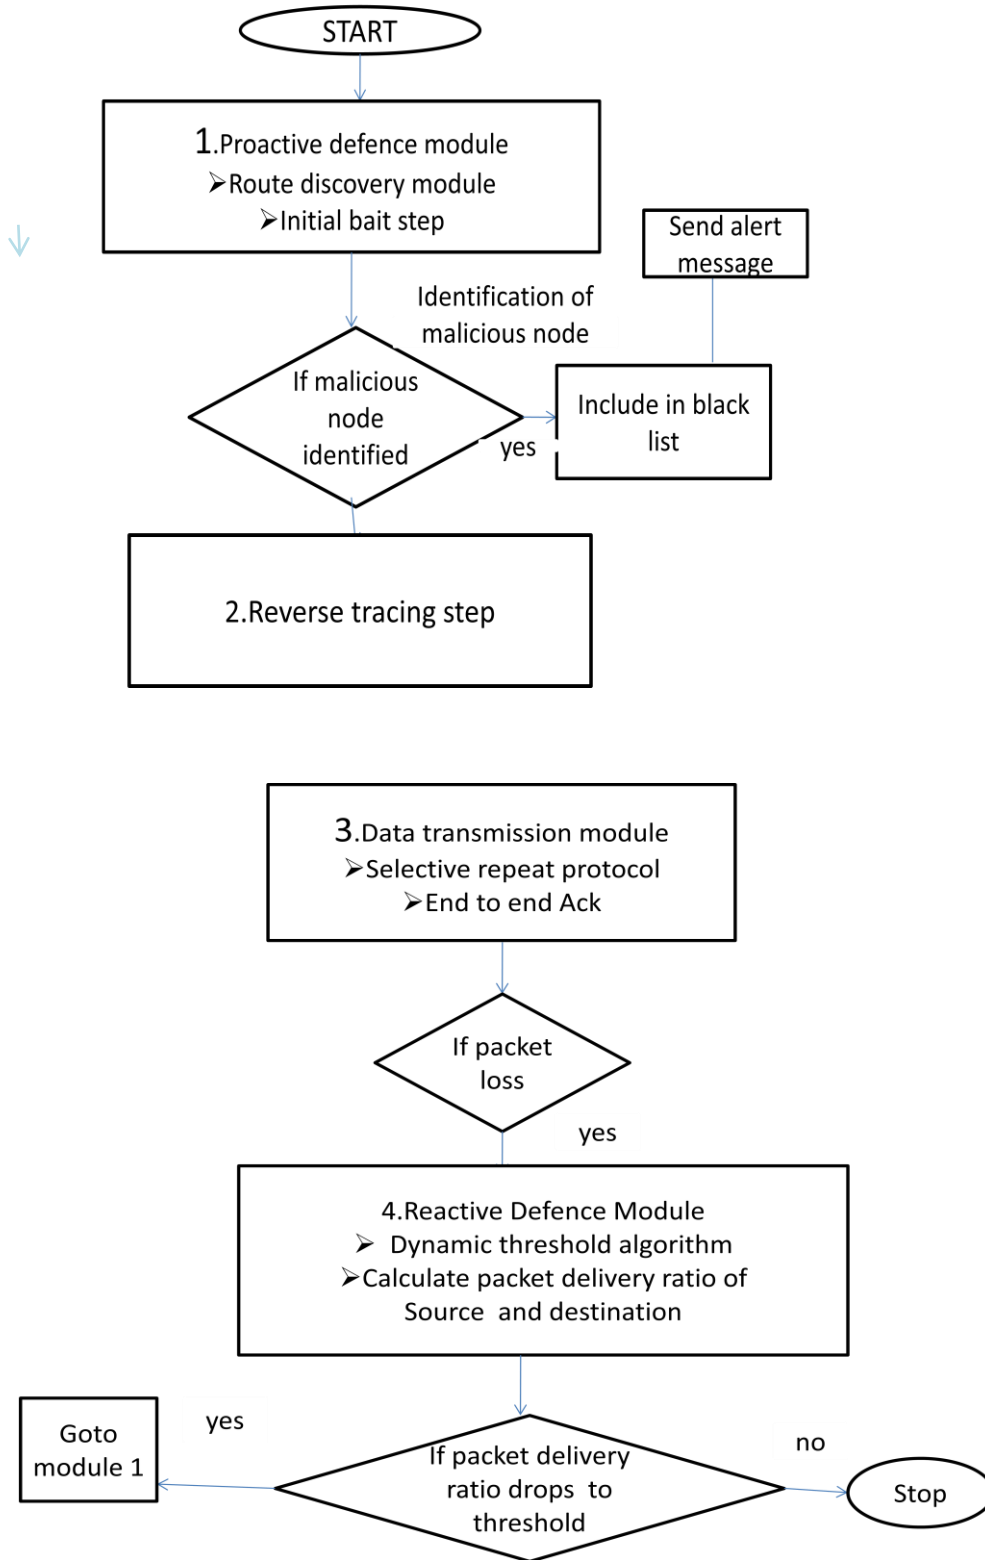 START
1.Proactive defence module
➢Route discovery module
➢Initial bait step
Send alert
message
Identification of
malicious node
If malicious
node
identified
yes
Include in black
list
2.Reverse tracing step
3.Data transmission module
➢Selective repeat protocol
➢End to end Ack
If packet
loss
yes
4.Reactive Defence Module
➢ Dynamic threshold algorithm
➢Calculate packet delivery ratio of
Source and destination
Goto
module 1
yes
If packet delivery
ratio drops to
threshold
no
Stop